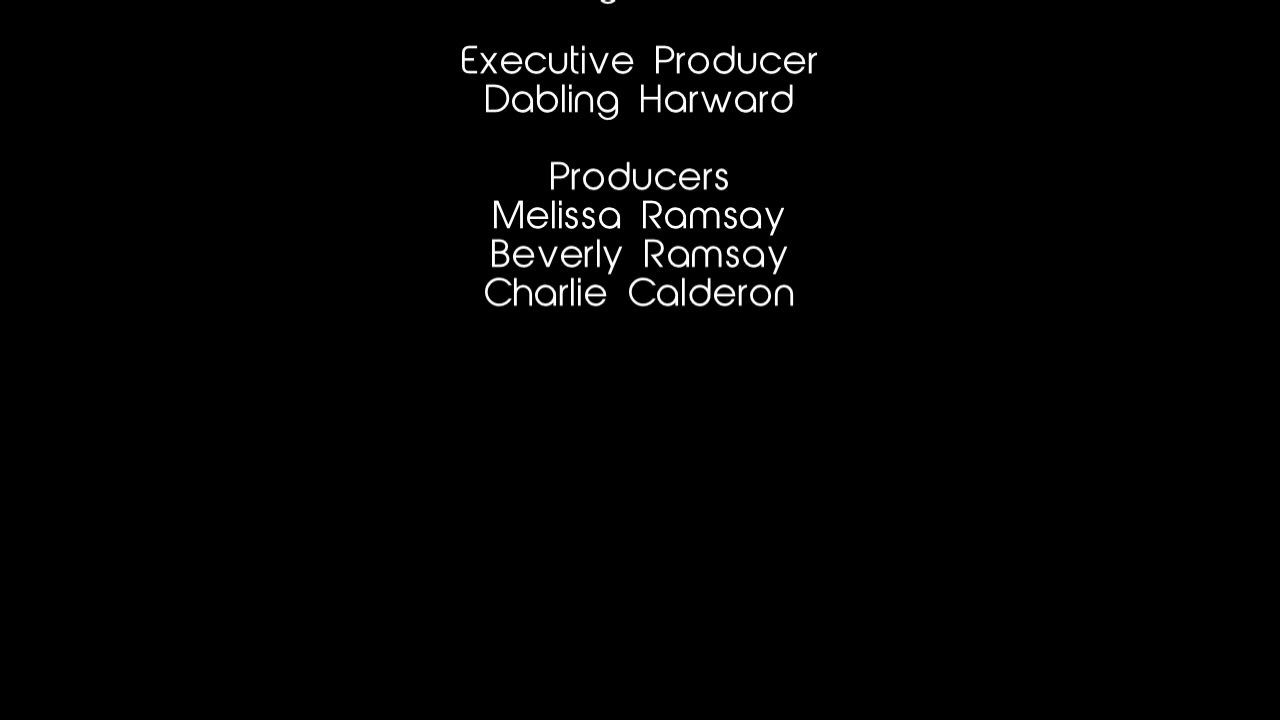 Executive Producer
Dabling Harward
Producers
Melissa Ramsay
Beverly Ramsay
Charlie Calderon